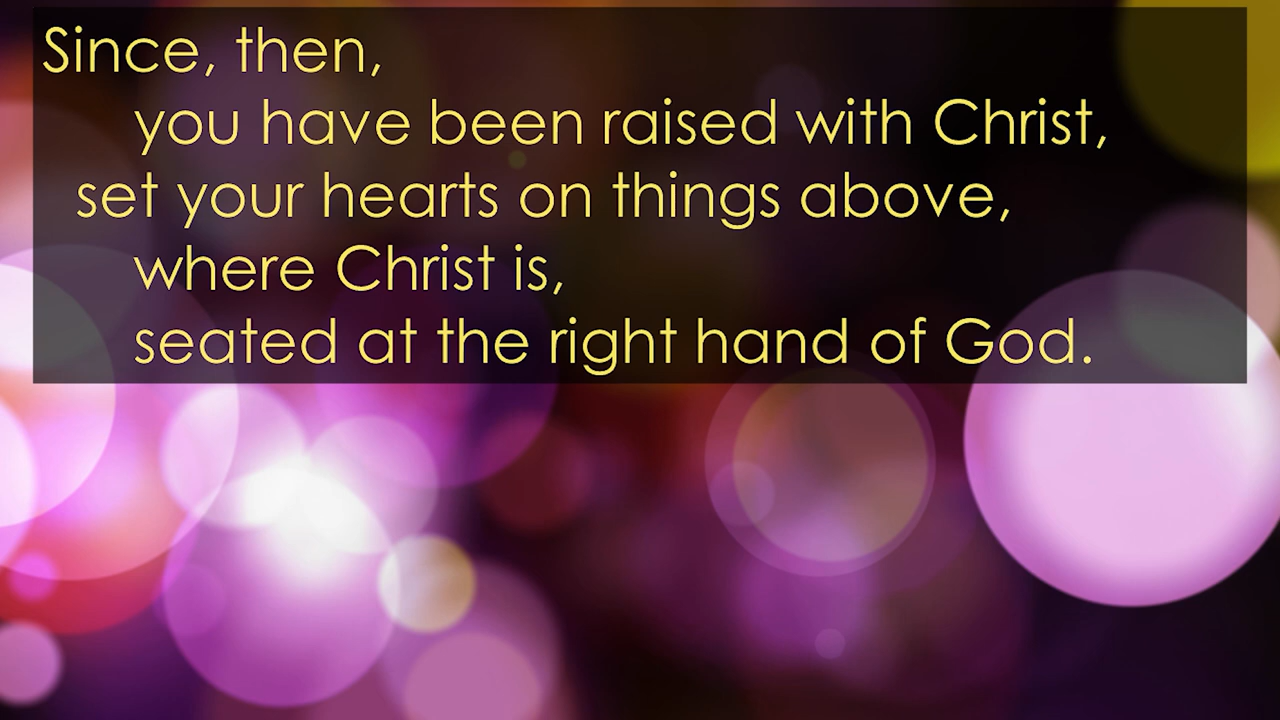 Since, then,
you have been raised with Christ,
set your hearts on things above,
where Christ is,
seated at the right hand of God.